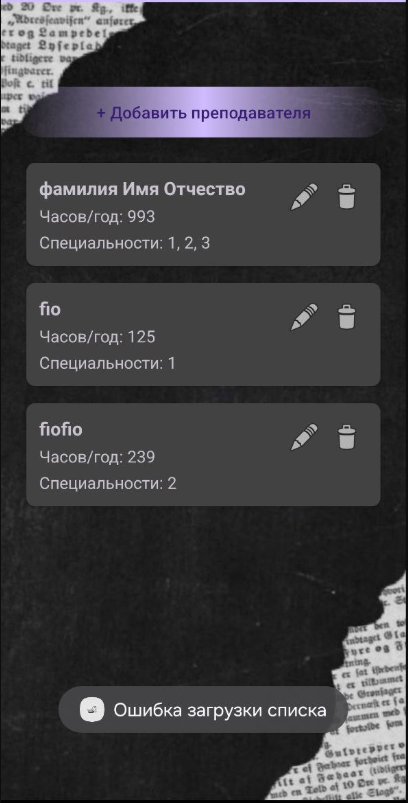 + Добавить преподавателя
фамилия Имя Отчество
Часов/год: 993
Специальности: 1, 2, 3
fio
Часов/год: 125
Специальности: 1
fiofio
Часов/год: 239
Специальности: 2
Ошибка загрузки списка